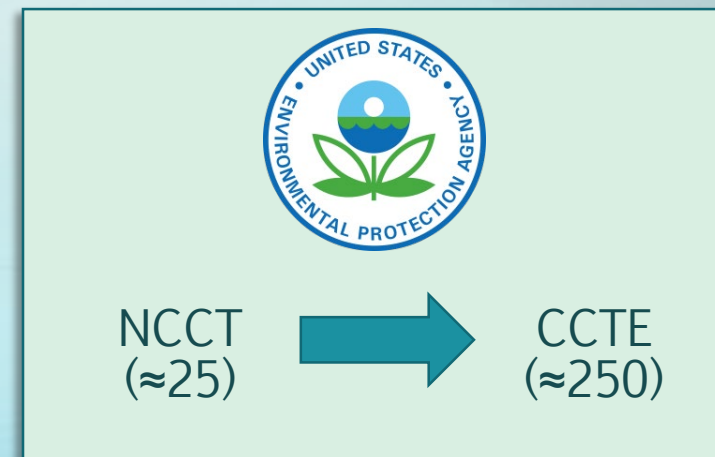 UNITED STATES
ENVIRONMENTAL PROTECTION AGENCY
NCCT
(≈25)
CCTE
(≈250)